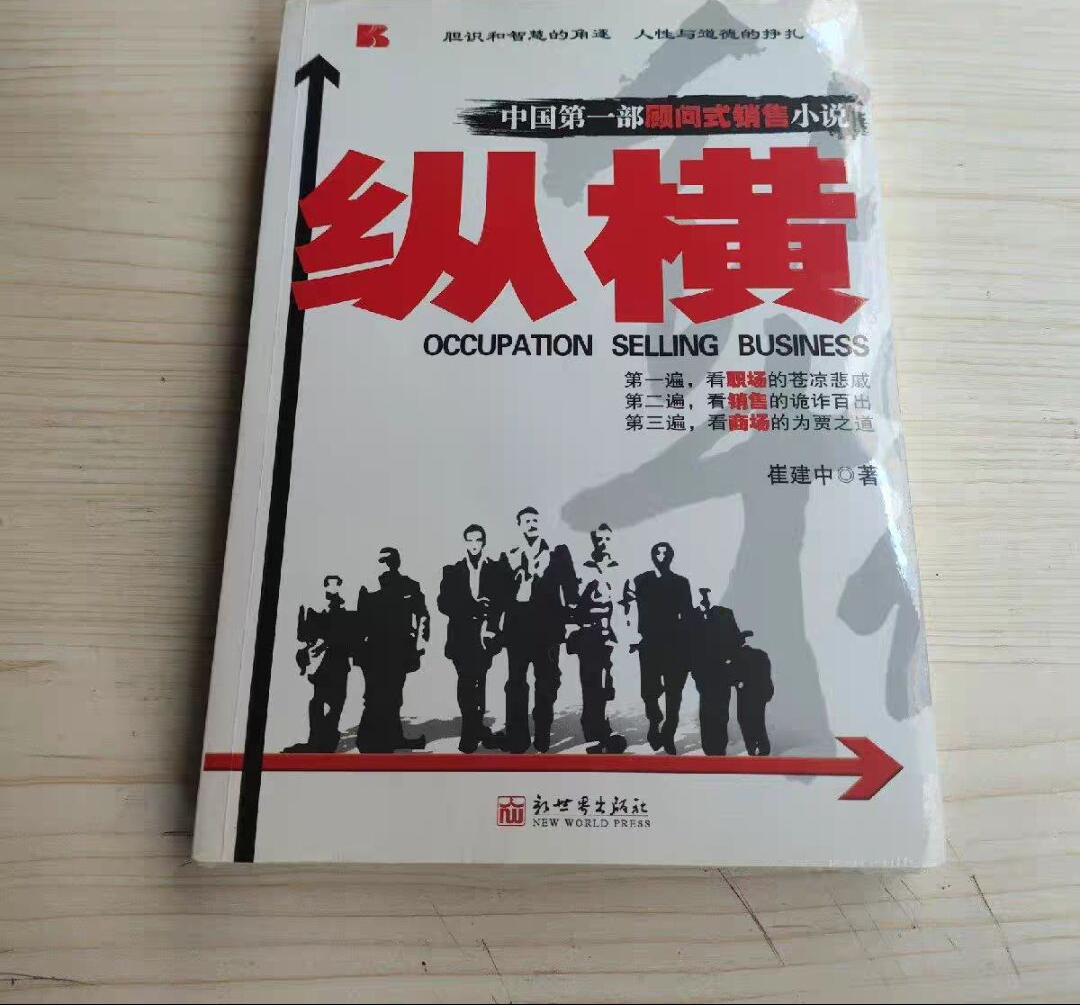 胆识和智慧的角逐 人性与道德的挣扎
中国第一部顾问式销售小说
纵横
OCCUPATION SELLING BUSINESS
第一遍，看职场的苍凉悲戚
第二遍，看销售的诡诈百出
第三遍，看商场的为贾之道
崔建中◎著
新世界出版社
NEW WORLD PRESS